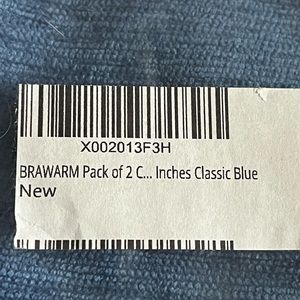 X002013F3H
BRAWARM Pack of 2 C... Inches Classic Blue
New